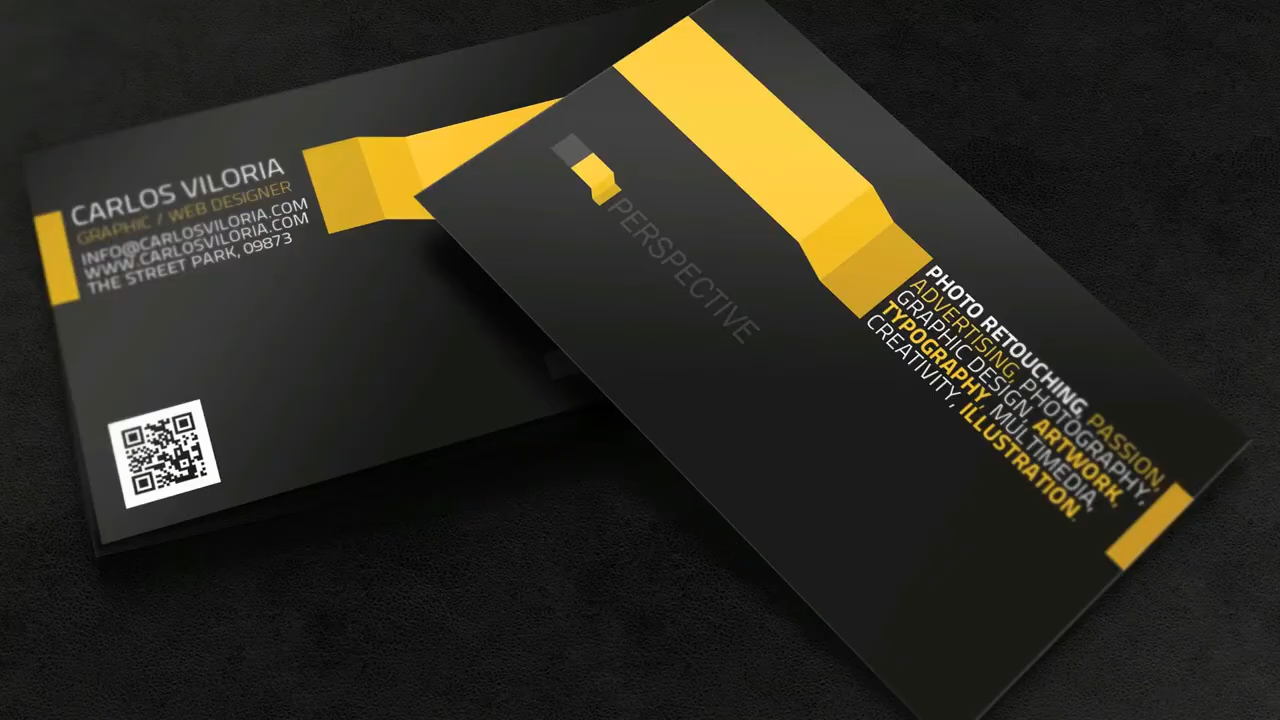 CARLOS VILORIA
GRAPHIC / WEB DESIGNER
INFO@CARLOSVILORIA.COM
WWW.CARLOSVILORIA.COM
THE STREET PARK, 09873
PERSPECTIVE
PHOTO RETOUCHING, PASSION,
ADVERTISING, PHOTOGRAPHY,
GRAPHIC DESIGN, ARTWORK,
TYPOGRAPHY, MULTIMEDIA,
CREATIVITY, ILLUSTRATION.